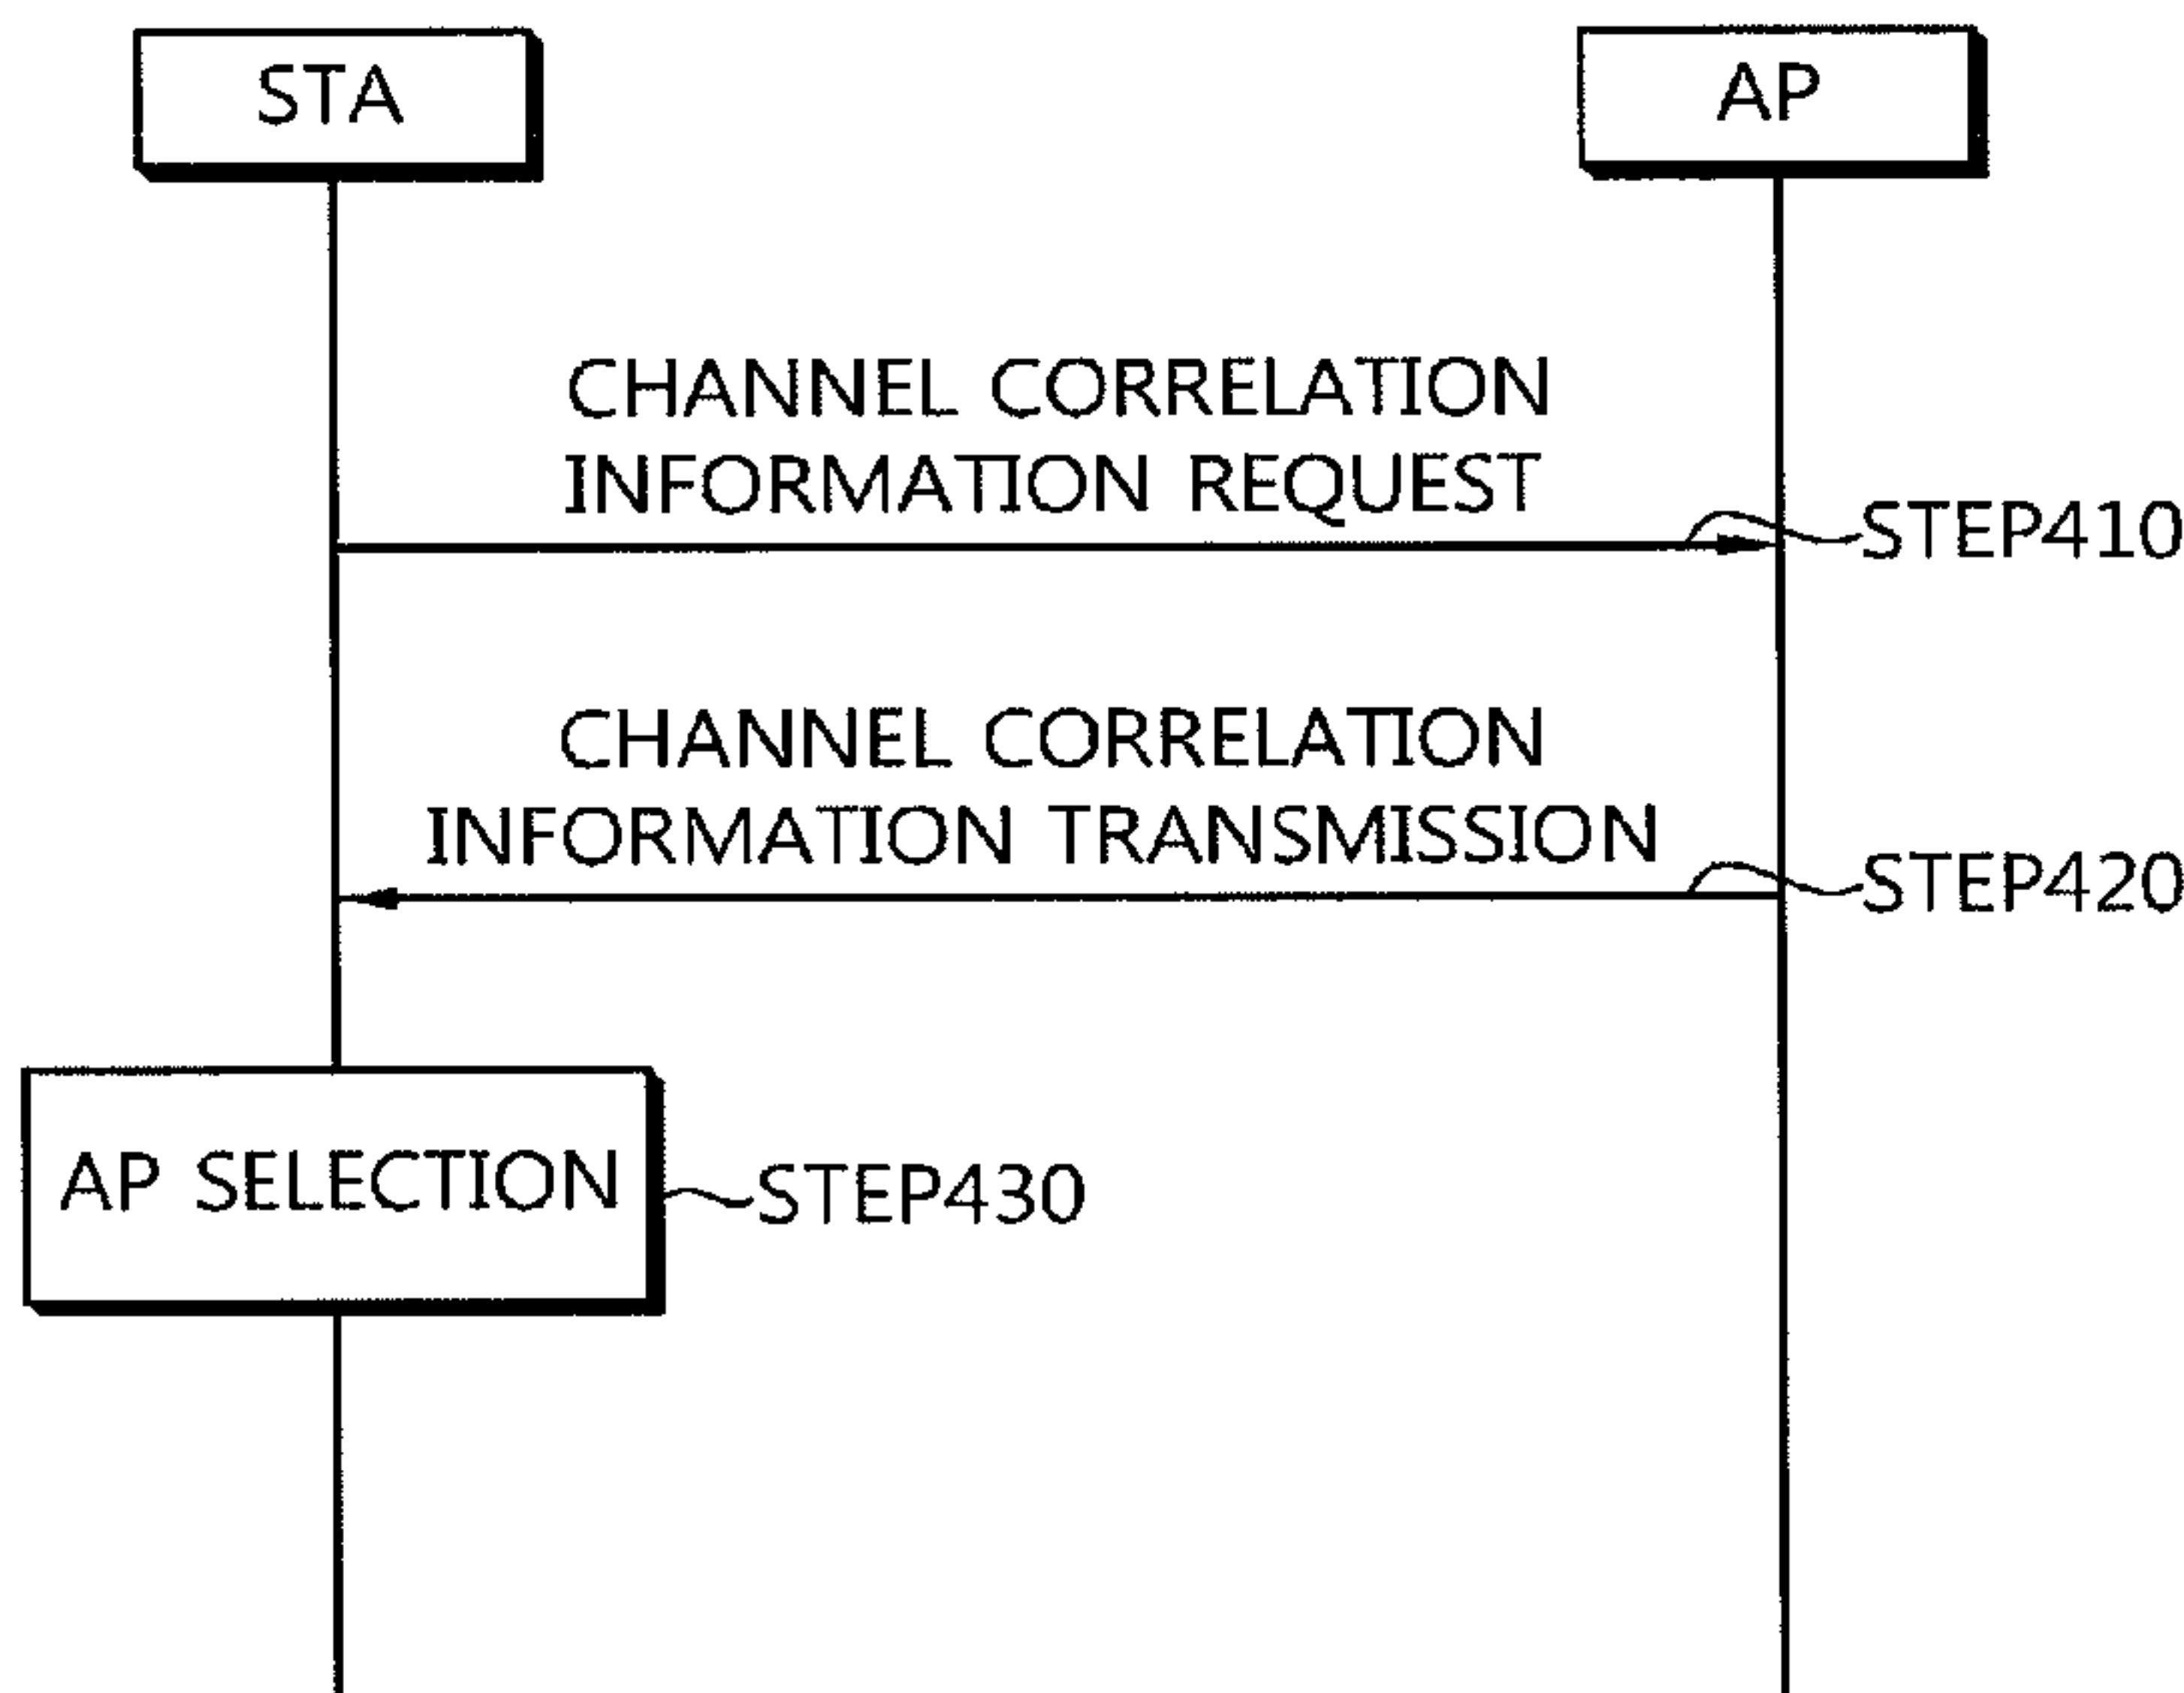 STA
AP
CHANNEL CORRELATION
INFORMATION REQUEST
STEP410
CHANNEL CORRELATION
INFORMATION TRANSMISSION
STEP420
AP SELECTION
STEP430